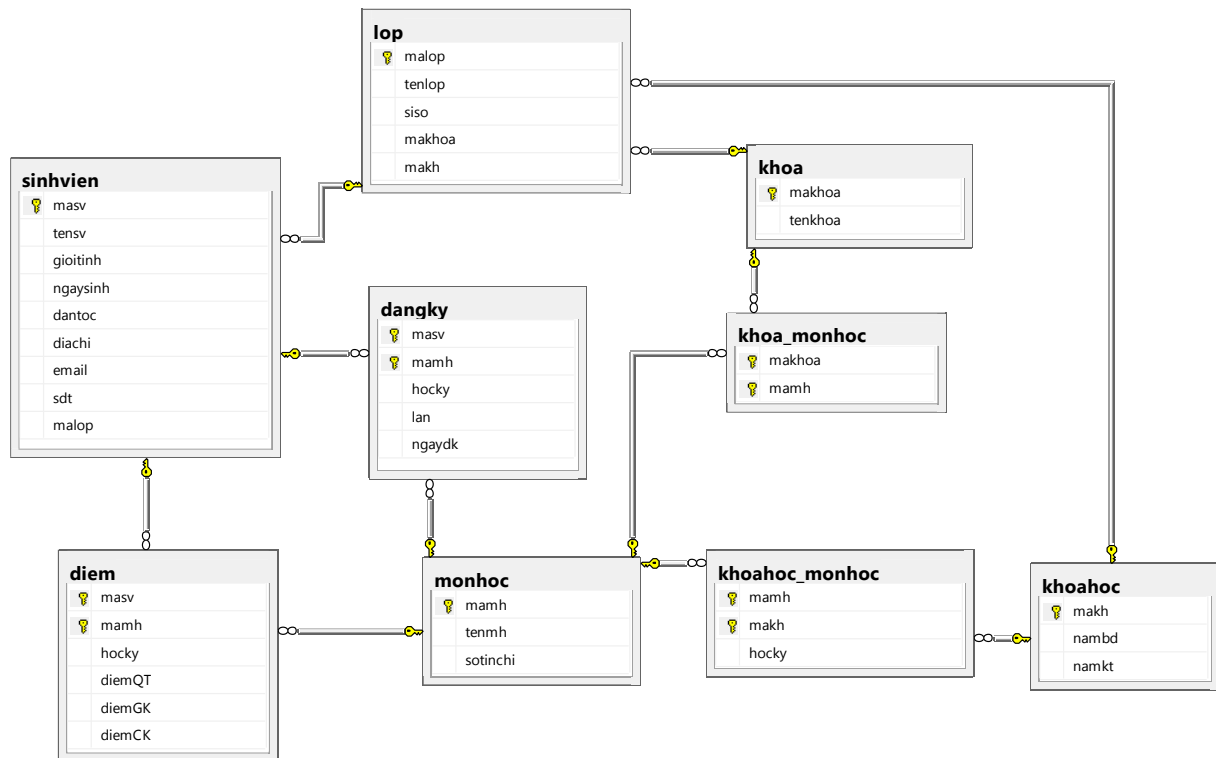 lop
malop
tenlop
siso
makhoa
makh
sinhvien
masv
tensv
gioitinh
ngaysinh
dantoc
diachi
email
sdt
malop
khoa
makhoa
tenkhoa
dangky
masv
mamh
hocky
lan
ngaydk
khoa_monhoc
makhoa
mamh
diem
masv
mamh
hocky
diemQT
diemGK
diemCK
monhoc
mamh
tenmh
sotinchi
khoahoc_monhoc
mamh
makh
hocky
khoahoc
makh
nambd
namkt